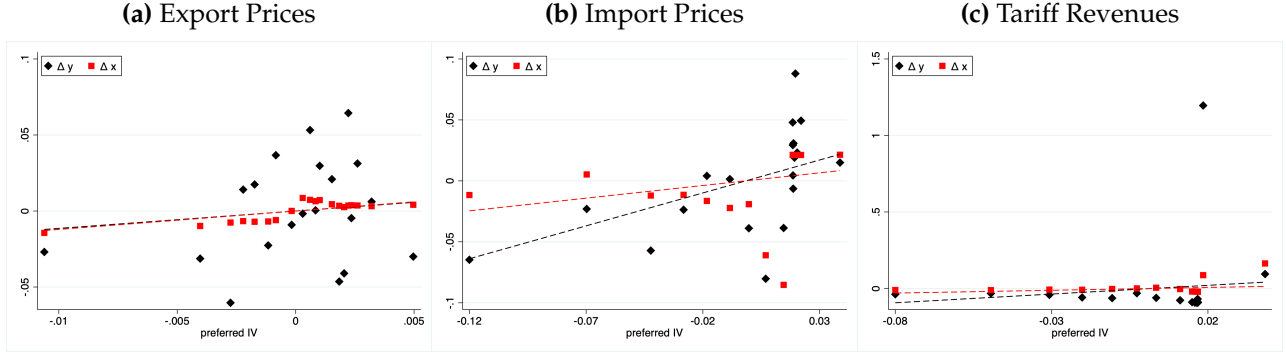 (a) Export Prices
.1
.05
0
-.05
Δ y Δ x
-.01 -.005 0 .005
preferred IV
(b) Import Prices
.1
.05
0
-.05
-.1
Δ y Δ x
-0.12 -0.07 -0.02 0.03
preferred IV
(c) Tariff Revenues
1.5
1
.5
0
Δ y Δ x
-0.08 -0.03 0.02
preferred IV